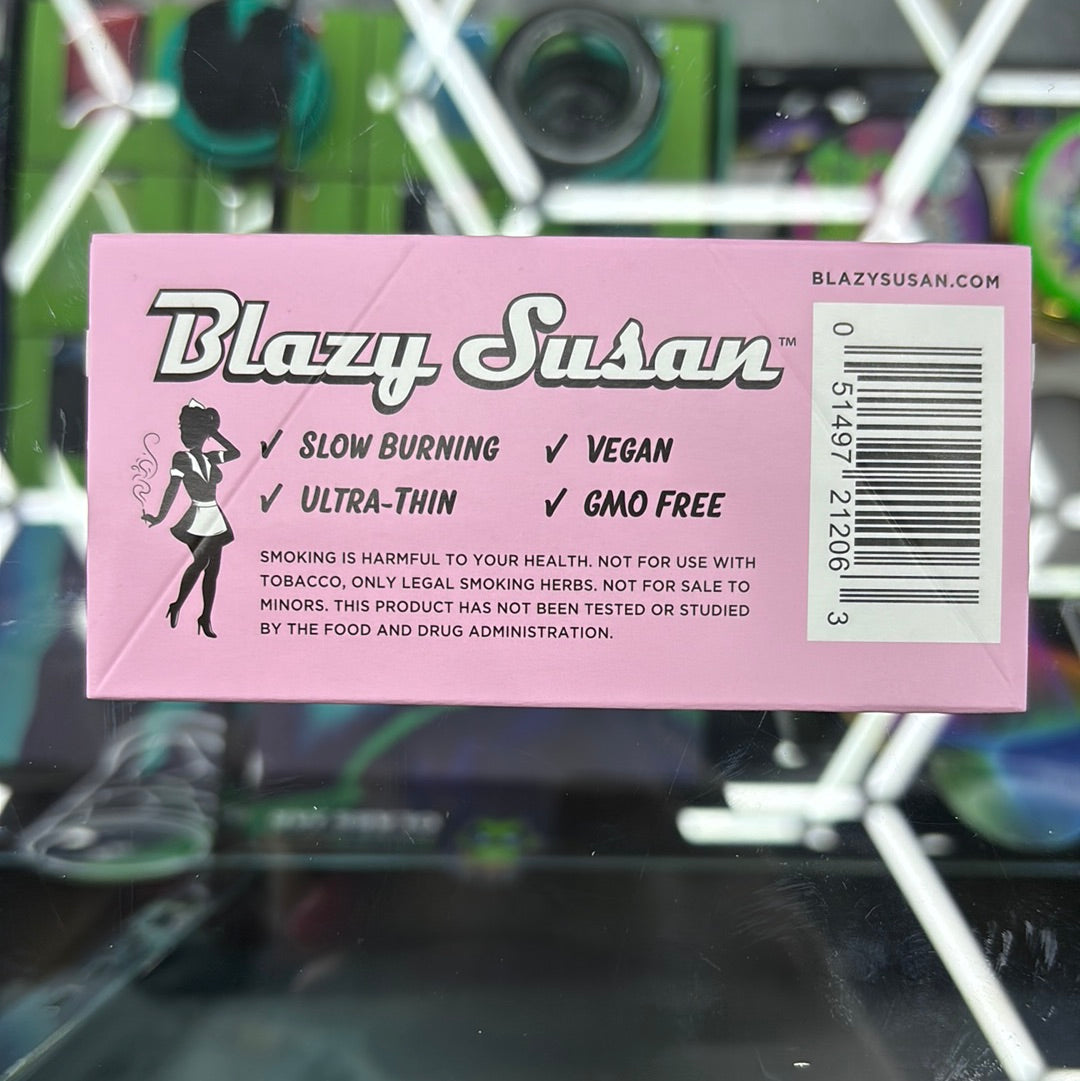 BLAZYSUSAN.COM
Blazy Susan™
✓ SLOW BURNING
✓ VEGAN
✓ ULTRA-THIN
✓ GMO FREE
SMOKING IS HARMFUL TO YOUR HEALTH. NOT FOR USE WITH
TOBACCO, ONLY LEGAL SMOKING HERBS. NOT FOR SALE TO
MINORS. THIS PRODUCT HAS NOT BEEN TESTED OR STUDIED
BY THE FOOD AND DRUG ADMINISTRATION.
0 51497 21206 3